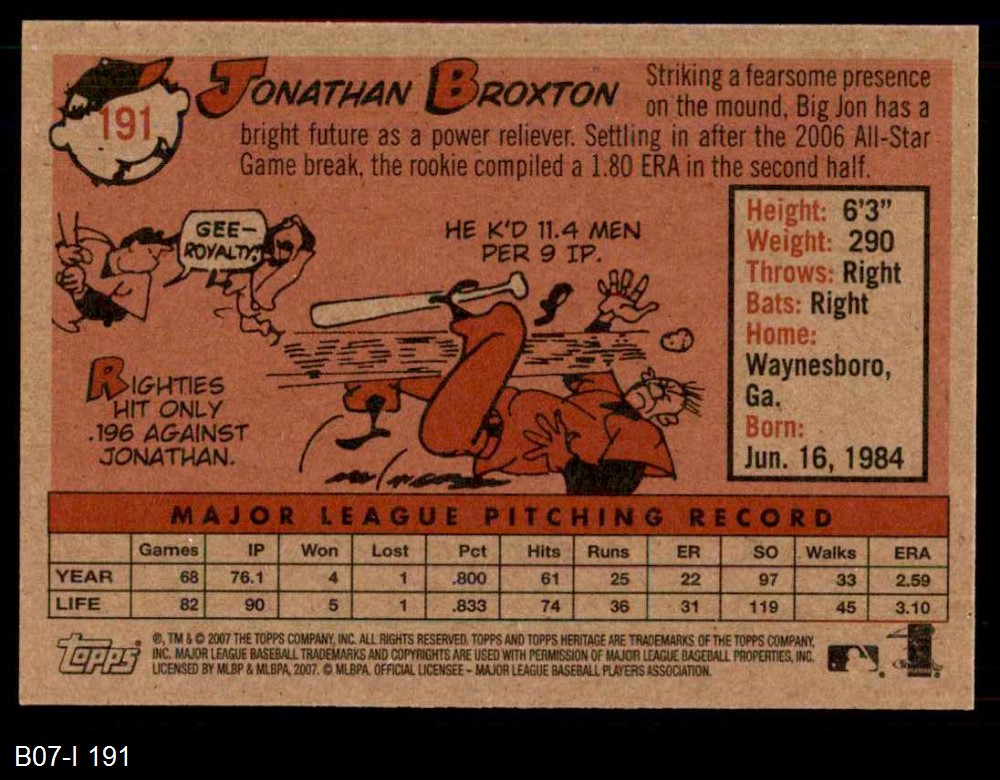 191
JONATHAN BROXTON
Striking a fearsome presence
on the mound, Big Jon has a
bright future as a power reliever. Settling in after the 2006 All-Star
Game break, the rookie compiled a 1.80 ERA in the second half.
GEE-
ROYALTY!
HE K'D 11.4 MEN
PER 9 IP.
RIGHTIES
HIT ONLY
.196 AGAINST
JONATHAN.
Height: 6'3"
Weight: 290
Throws: Right
Bats: Right
Home:
Waynesboro,
Ga.
Born:
Jun. 16, 1984
MAJOR LEAGUE PITCHING RECORD
Games IP Won Lost Pct Hits Runs ER SO Walks ERA
YEAR 68 76.1 4 1 .800 61 25 22 97 33 2.59
LIFE 82 90 5 1 .833 74 36 31 119 45 3.10
Topps
®, TM & © 2007 THE TOPPS COMPANY, INC. ALL RIGHTS RESERVED. TOPPS AND TOPPS HERITAGE ARE TRADEMARKS OF THE TOPPS COMPANY,
INC. MAJOR LEAGUE BASEBALL TRADEMARKS AND COPYRIGHTS ARE USED WITH PERMISSION OF MAJOR LEAGUE BASEBALL PROPERTIES, INC.
LICENSED BY MLBP & MLBPA, 2007. © MLBPA. OFFICIAL LICENSEE – MAJOR LEAGUE BASEBALL PLAYERS ASSOCIATION.
B07-I 191